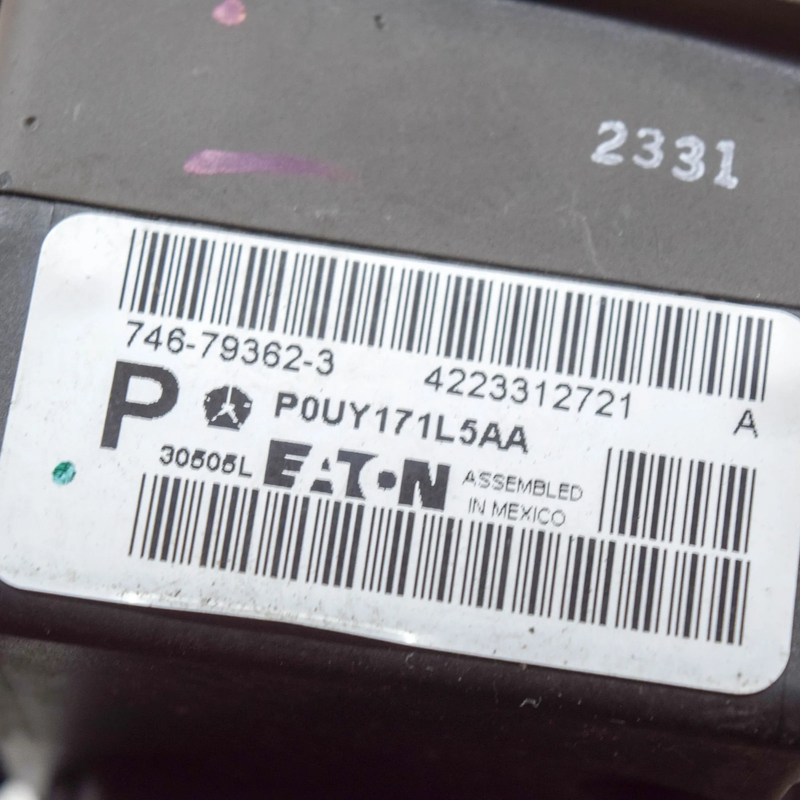 2331
746-79362-3 4223312721 A
P P0UY171L5AA
30505L EATON ASSEMBLED
IN MEXICO